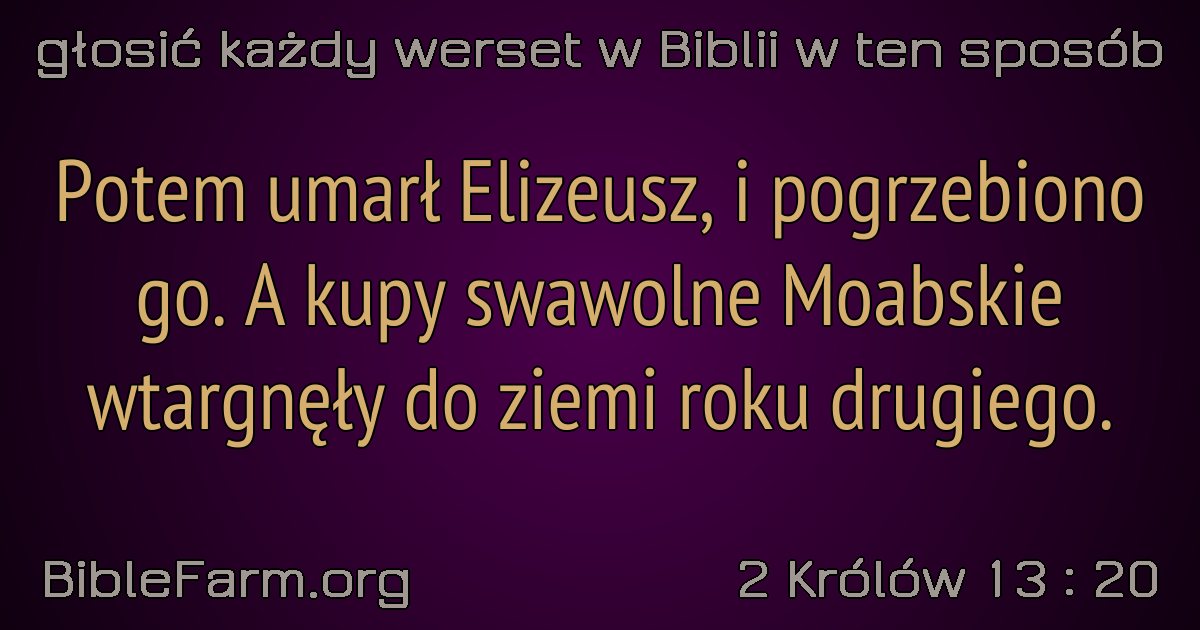 głosić każdy werset w Biblii w ten sposób
Potem umarł Elizeusz, i pogrzebiono
go. A kupy swawolne Moabskie
wtargnęły do ziemi roku drugiego.
BibleFarm.org
2 Królów 13 : 20